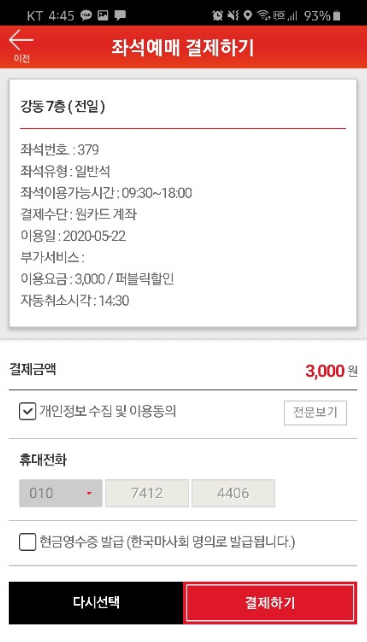 KT 4:45 93%
좌석예매 결제하기
이전
강동 7층 ( 전일 )
좌석번호 : 379
좌석유형 : 일반석
좌석이용가능시간 : 09:30~18:00
결제수단 : 원카드 계좌
이용일 : 2020-05-22
부가서비스 :
이용요금 : 3,000 / 퍼블릭할인
자동취소시각 : 14:30
결제금액 3,000 원
개인정보 수집 및 이용동의 전문보기
휴대전화
010 7412 4406
현금영수증 발급 (한국마사회 명의로 발급됩니다.)
다시선택 결제하기